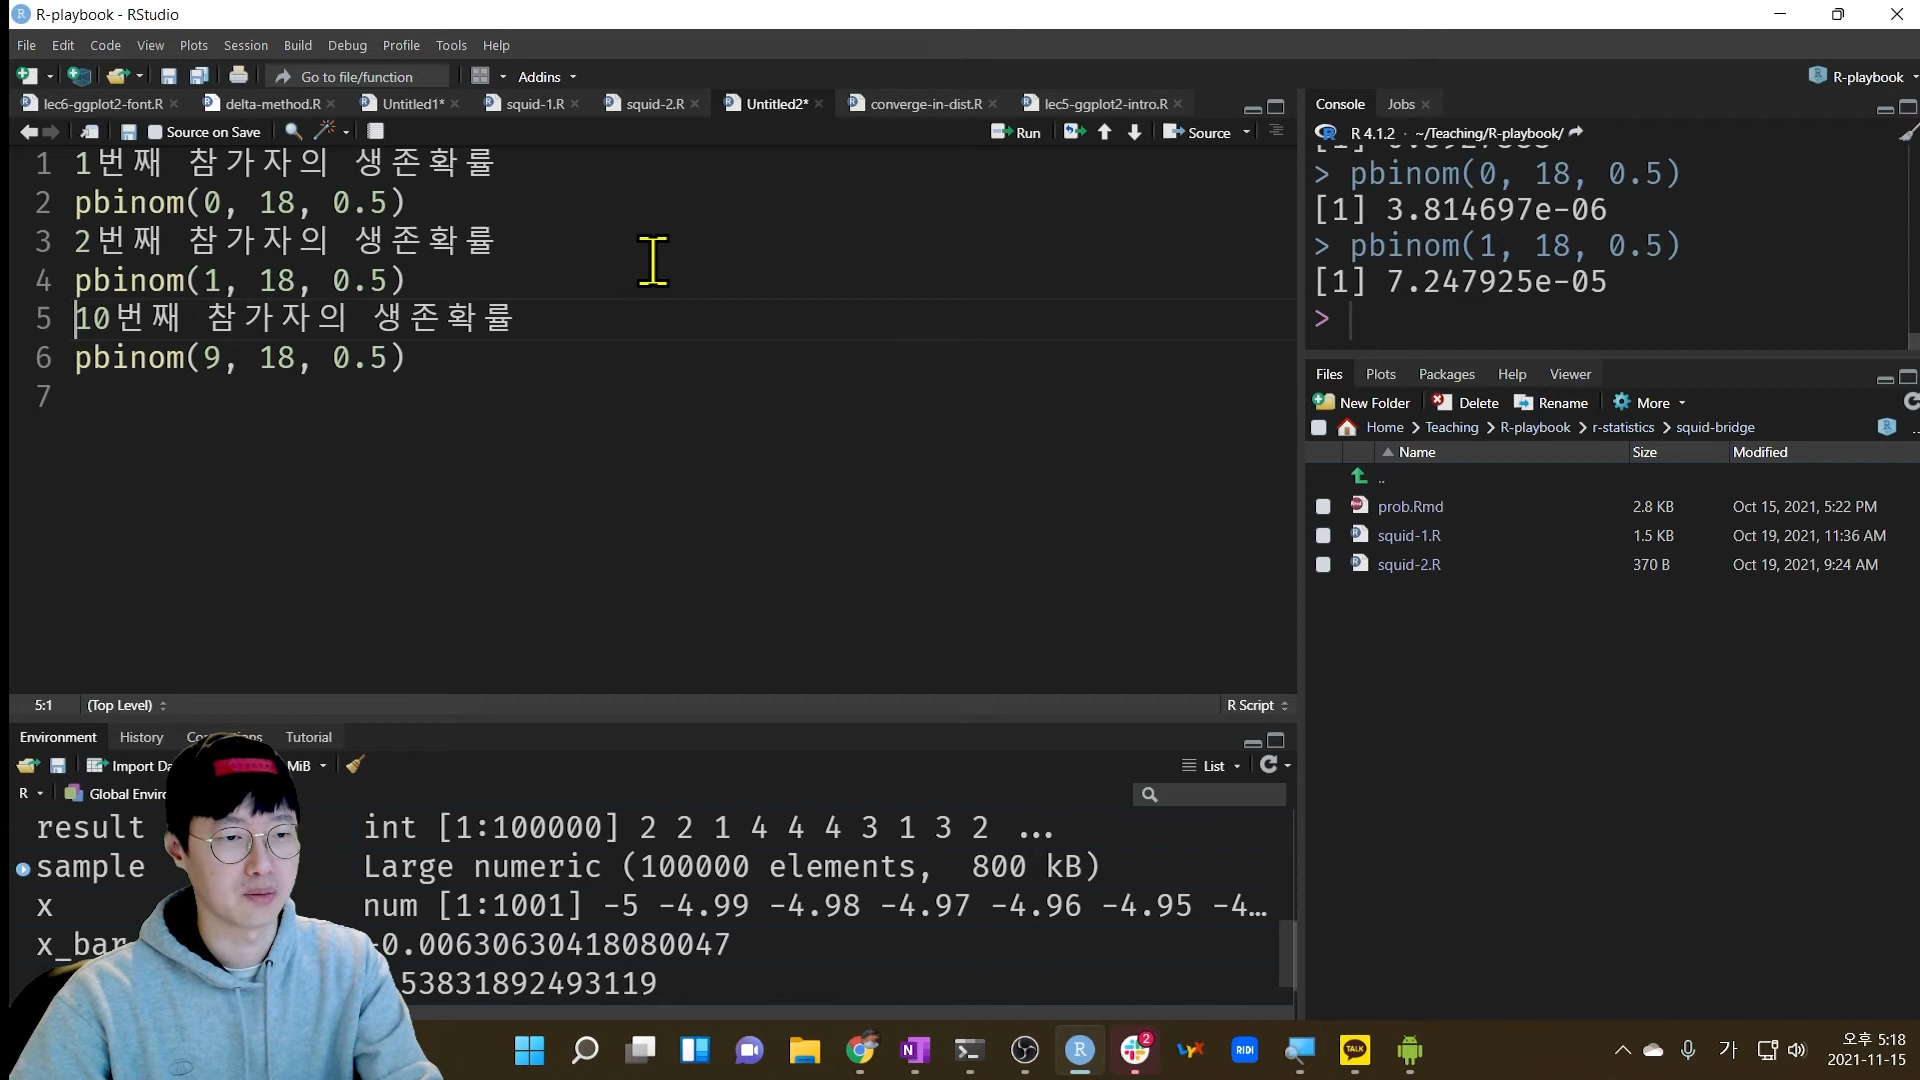 R-playbook - RStudio
File Edit Code View Plots Session Build Debug Profile Tools Help
Go to file/function Addins R-playbook
lec6-ggplot2-font.R delta-method.R Untitled1* squid-1.R squid-2.R Untitled2* converge-in-dist.R lec5-ggplot2-intro.R
Source on Save Run Source
1 1번째 참가자의 생존확률
2 pbinom(0, 18, 0.5)
3 2번째 참가자의 생존확률
4 pbinom(1, 18, 0.5)
5 10번째 참가자의 생존확률
6 pbinom(9, 18, 0.5)
7
5:1 (Top Level) R Script
Console Jobs
R 4.1.2 · ~/Teaching/R-playbook/
> pbinom(0, 18, 0.5)
[1] 3.814697e-06
> pbinom(1, 18, 0.5)
[1] 7.247925e-05
>
Files Plots Packages Help Viewer
New Folder Delete Rename More
Home Teaching R-playbook r-statistics squid-bridge
Name Size Modified
..
prob.Rmd 2.8 KB Oct 15, 2021, 5:22 PM
squid-1.R 1.5 KB Oct 19, 2021, 11:36 AM
squid-2.R 370 B Oct 19, 2021, 9:24 AM
Environment History Tutorial
Import MiB List
R Global
result int [1:100000] 2 2 1 4 4 4 3 1 3 2 ...
sample Large numeric (100000 elements, 800 kB)
x num [1:1001] -5 -4.99 -4.98 -4.97 -4.96 -4.95 -4…
x_bar -0.00630630418080047
53831892493119
2
RIDI
TALK
가
오후 5:18
2021-11-15